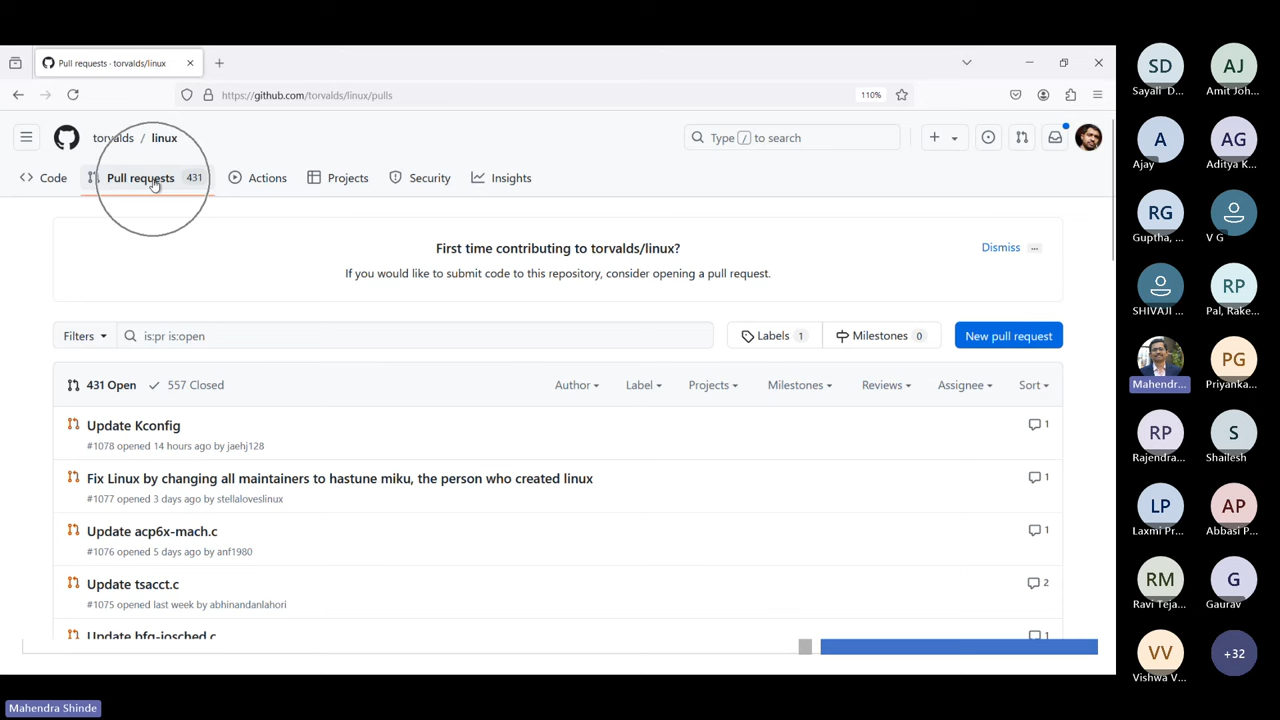 Pull requests · torvalds/linux
https://github.com/torvalds/linux/pulls
110%
torvalds / linux
Type / to search
Code
Pull requests 431
Actions
Projects
Security
Insights
First time contributing to torvalds/linux?
Dismiss
If you would like to submit code to this repository, consider opening a pull request.
Filters
is:pr is:open
Labels 1
Milestones 0
New pull request
431 Open
557 Closed
Author
Label
Projects
Milestones
Reviews
Assignee
Sort
Update Kconfig
1
#1078 opened 14 hours ago by jaehj128
Fix Linux by changing all maintainers to hastune miku, the person who created linux
1
#1077 opened 3 days ago by stellaloveslinux
Update acp6x-mach.c
1
#1076 opened 5 days ago by anf1980
Update tsacct.c
2
#1075 opened last week by abhinandanlahori
Update bfq-iosched.c
1
SD
Sayali D...
AJ
Amit Joh...
A
Ajay
AG
Aditya K...
RG
Guptha, ...
V G
SHIVAJI ...
RP
Pal, Rake...
Mahendr...
PG
Priyanka...
RP
Rajendra...
S
Shailesh
LP
Laxmi Pr...
AP
Abbasi P...
RM
Ravi Teja...
G
Gaurav
VV
Vishwa V...
+32
Mahendra Shinde